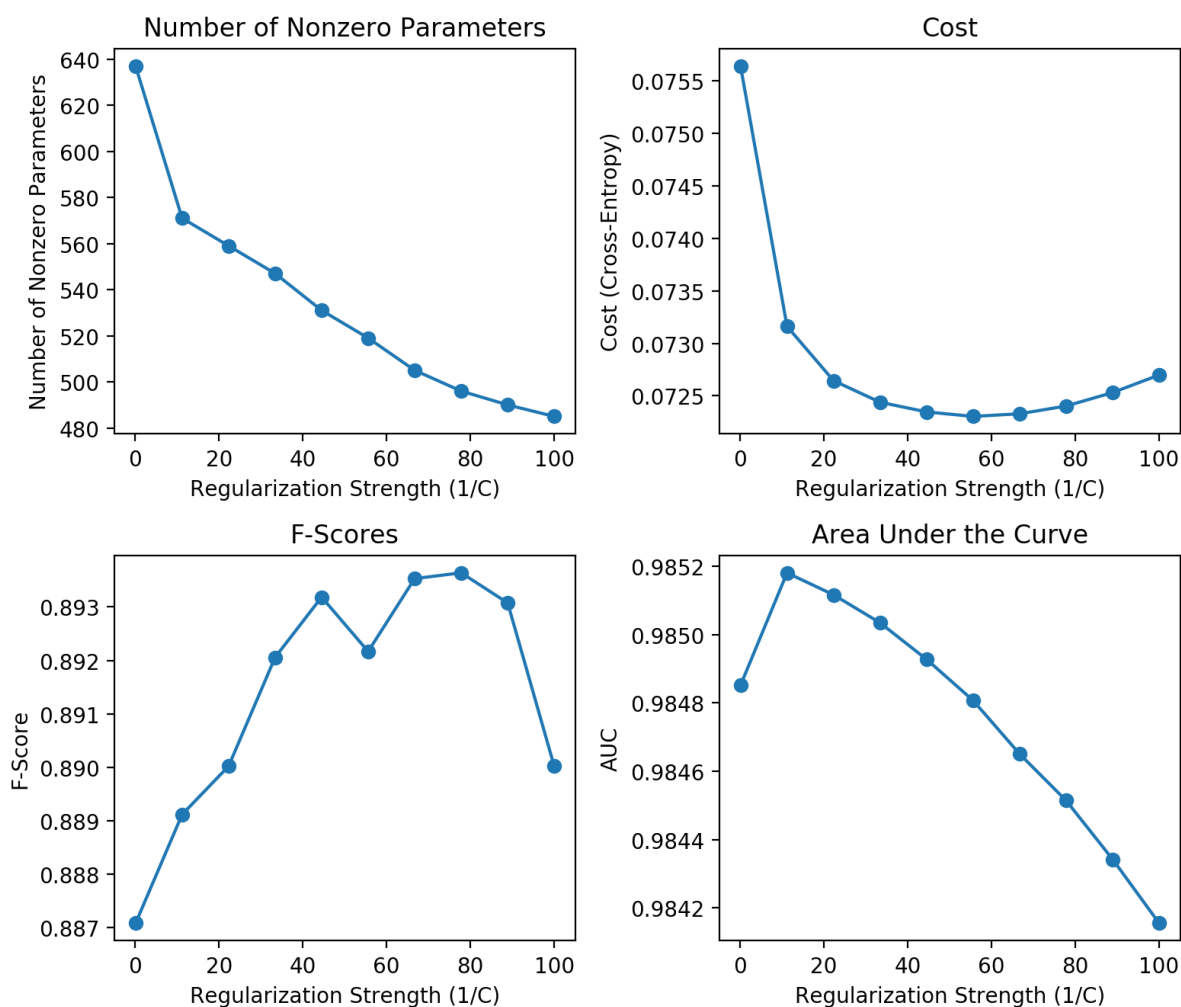 Number of Nonzero Parameters
Number of Nonzero Parameters
640
620
600
580
560
540
520
500
480
0 20 40 60 80 100
Regularization Strength (1/C)
Cost
Cost (Cross-Entropy)
0.0755
0.0750
0.0745
0.0740
0.0735
0.0730
0.0725
0 20 40 60 80 100
Regularization Strength (1/C)
F-Scores
F-Score
0.893
0.892
0.891
0.890
0.889
0.888
0.887
0 20 40 60 80 100
Regularization Strength (1/C)
Area Under the Curve
AUC
0.9852
0.9850
0.9848
0.9846
0.9844
0.9842
0 20 40 60 80 100
Regularization Strength (1/C)